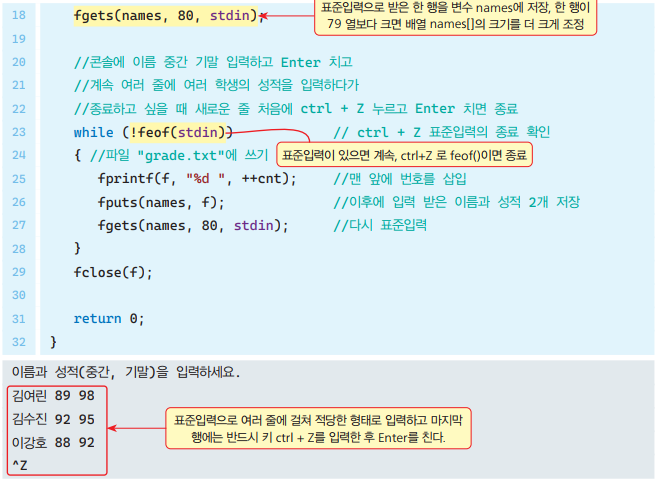 표준입력으로 받은 한 행을 변수 names에 저장, 한 행이
79 열보다 크면 배열 names[]의 크기를 더 크게 조정
18 fgets(names, 80, stdin);
19
20 //콘솔에 이름 중간 기말 입력하고 Enter 치고
21 //계속 여러 줄에 여러 학생의 성적을 입력하다가
22 //종료하고 싶을 때 새로운 줄 처음에 ctrl + Z 누르고 Enter 치면 종료
23 while (!feof(stdin)) // ctrl + Z 표준입력의 종료 확인
24 { //파일 "grade.txt"에 쓰기
표준입력이 있으면 계속, ctrl+Z 로 feof()이면 종료
25 fprintf(f, "%d ", ++cnt); //맨 앞에 번호를 삽입
26 fputs(names, f); //이후에 입력 받은 이름과 성적 2개 저장
27 fgets(names, 80, stdin); //다시 표준입력
28 }
29 fclose(f);
30
31 return 0;
32 }
이름과 성적(중간, 기말)을 입력하세요.
김여린 89 98
김수진 92 95
이강호 88 92
^Z
표준입력으로 여러 줄에 걸쳐 적당한 형태로 입력하고 마지막
행에는 반드시 키 ctrl + Z를 입력한 후 Enter를 친다.